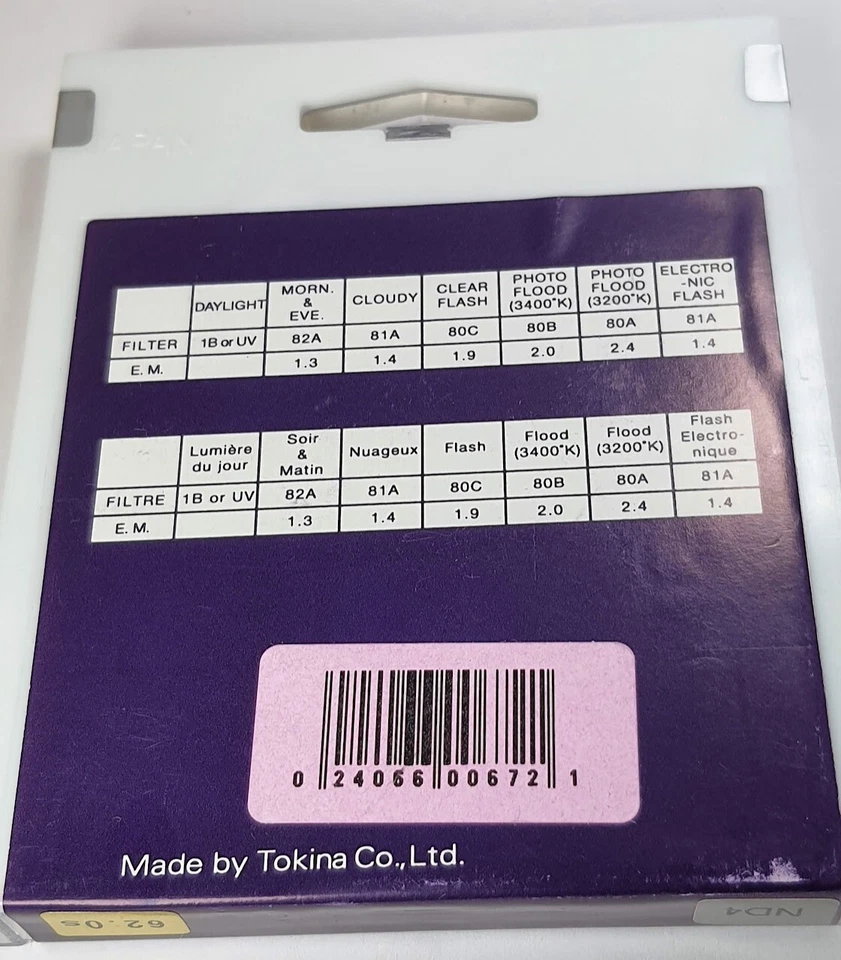 JAPAN
DAYLIGHT MORN. & EVE. CLOUDY CLEAR FLASH PHOTO FLOOD (3400°K) PHOTO FLOOD (3200°K) ELECTRO-NIC FLASH
FILTER 1B or UV 82A 81A 80C 80B 80A 81A
E. M. 1.3 1.4 1.9 2.0 2.4 1.4
Lumière du jour Soir & Matin Nuageux Flash Flood (3400°K) Flood (3200°K) Flash Electro-nique
FILTRE 1B or UV 82A 81A 80C 80B 80A 81A
E. M. 1.3 1.4 1.9 2.0 2.4 1.4
0 24066 00672 1
Made by Tokina Co., Ltd.
62.0s
ND4